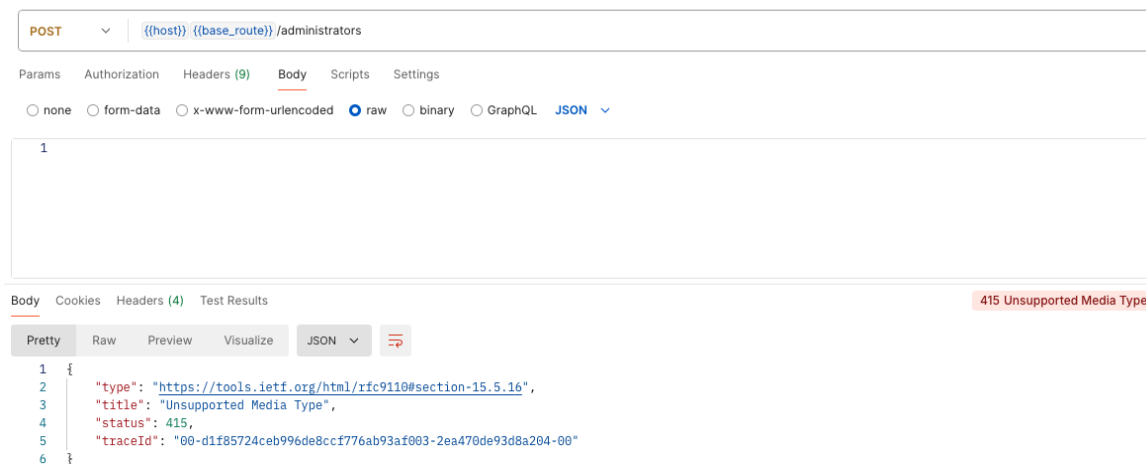 POST {{host}} {{base_route}} /administrators
Params Authorization Headers (9) Body Scripts Settings
none form-data x-www-form-urlencoded raw binary GraphQL JSON
1
Body Cookies Headers (4) Test Results 415 Unsupported Media Type
Pretty Raw Preview Visualize JSON
1 {
2 "type": "https://tools.ietf.org/html/rfc9110#section-15.5.16",
3 "title": "Unsupported Media Type",
4 "status": 415,
5 "traceId": "00-d1f85724ceb996de8ccf776ab93af003-2ea470de93d8a204-00"
6 }